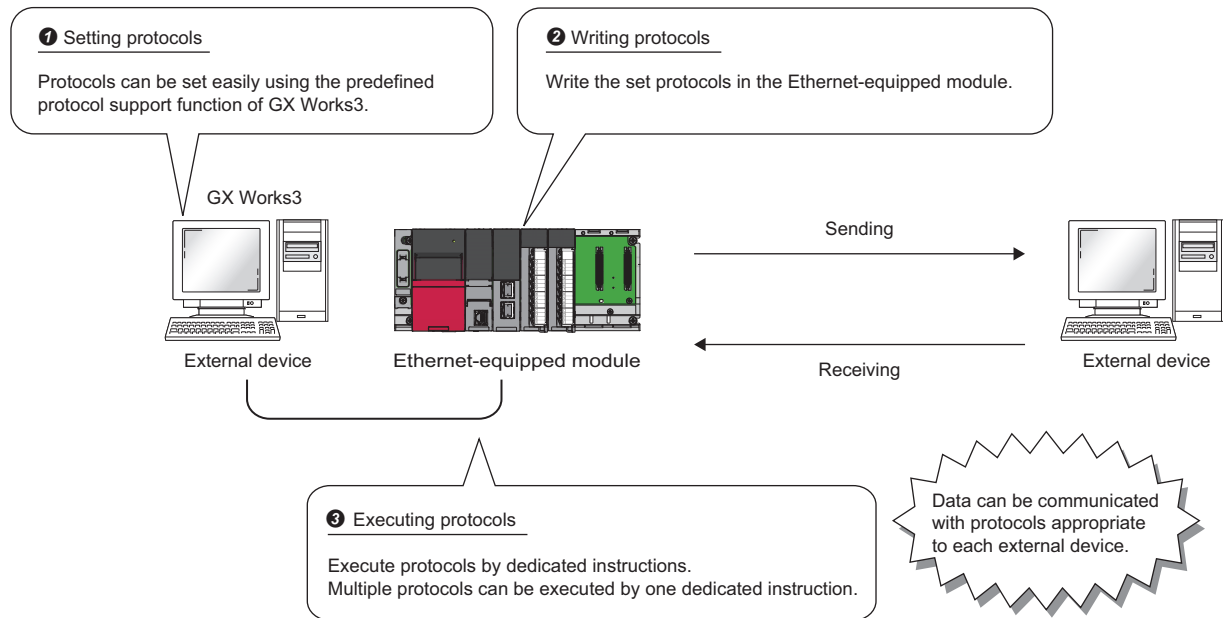 ❶ Setting protocols
Protocols can be set easily using the predefined
protocol support function of GX Works3.
❷ Writing protocols
Write the set protocols in the Ethernet-equipped module.
GX Works3
Sending
External device
Ethernet-equipped module
Receiving
External device
❸ Executing protocols
Execute protocols by dedicated instructions.
Multiple protocols can be executed by one dedicated instruction.
Data can be communicated
with protocols appropriate
to each external device.